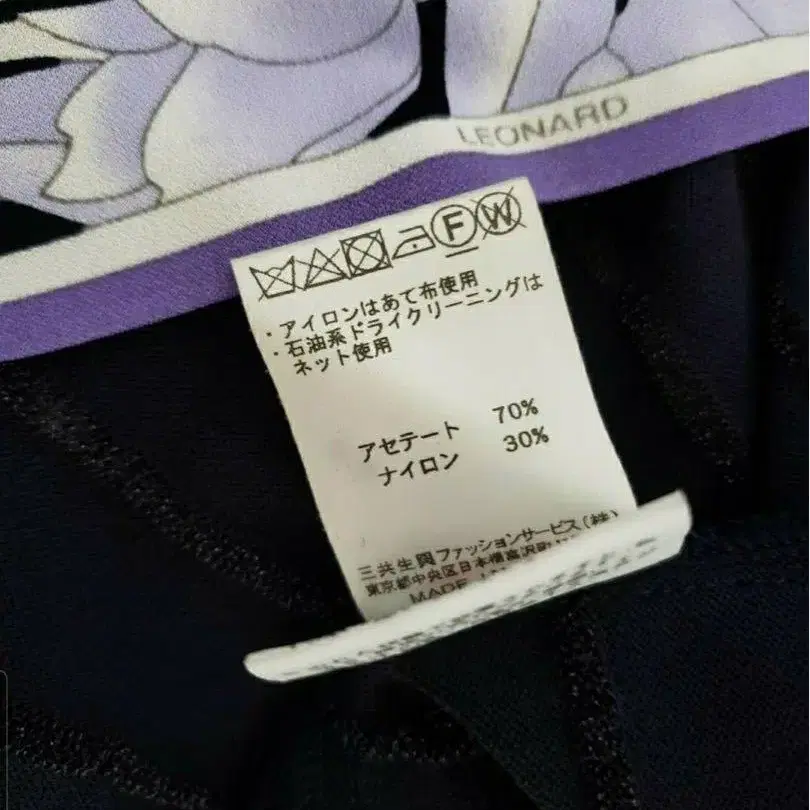 LEONARD
F W
・アイロンはあて布使用
・石油系ドライクリーニングは
ネット使用
アセテート 70%
ナイロン 30%
三共生興ファッションサービス(株)
東京都中央区日本橋富沢町
MADE